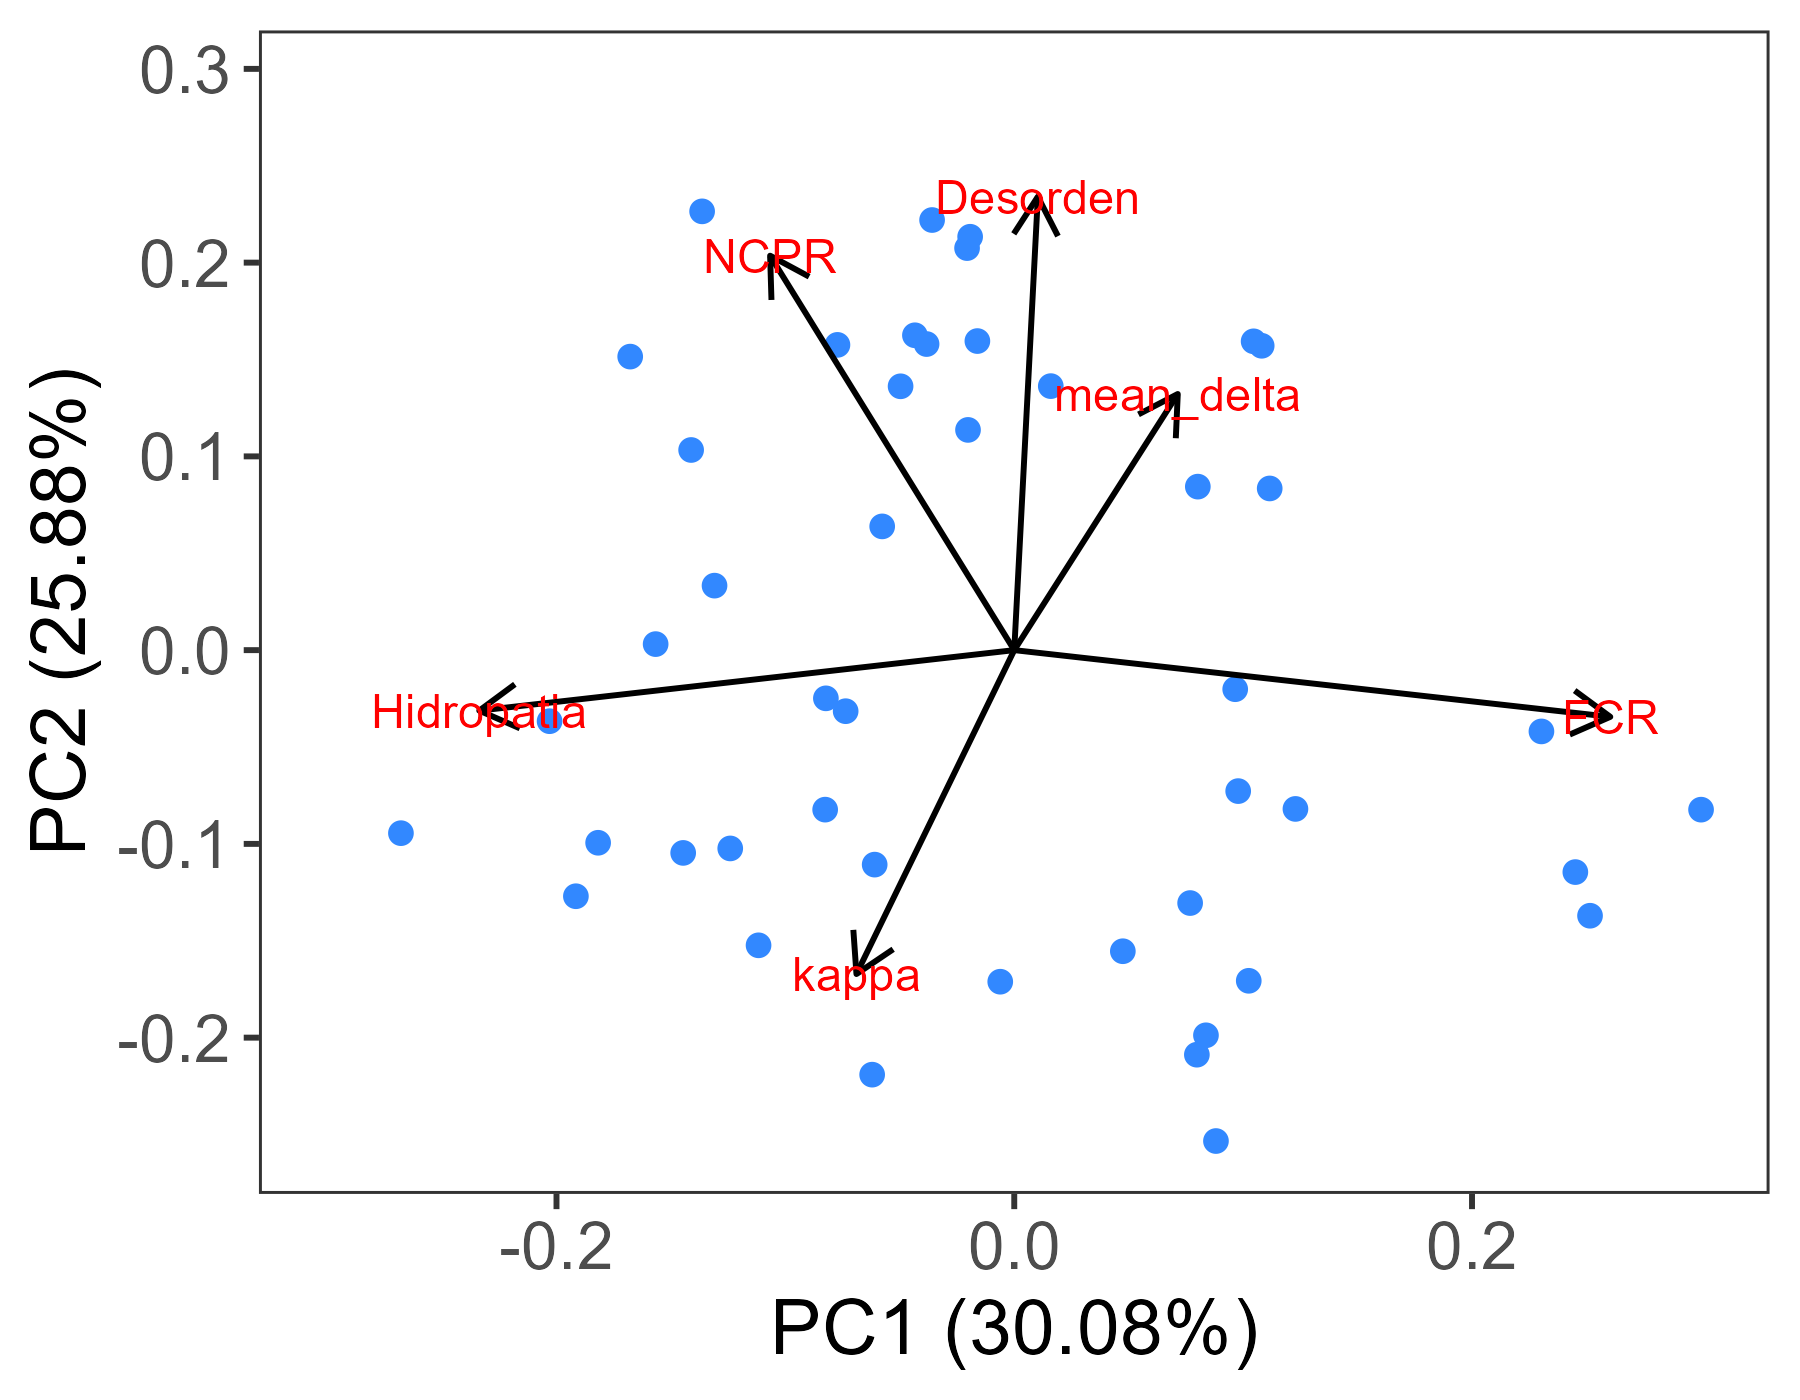 0.3
0.2
0.1
0.0
-0.1
-0.2
PC2 (25.88%)
Desorden
NCPR
mean_delta
Hidropatia
FCR
kappa
-0.2
0.0
0.2
PC1 (30.08%)